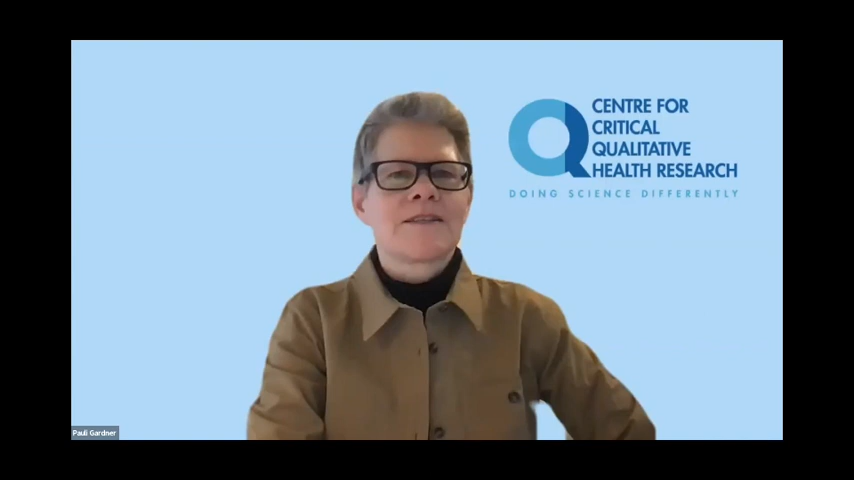 CENTRE FOR
CRITICAL
QUALITATIVE
HEALTH RESEARCH
DOING SCIENCE DIFFERENTLY
Pauli Gardner